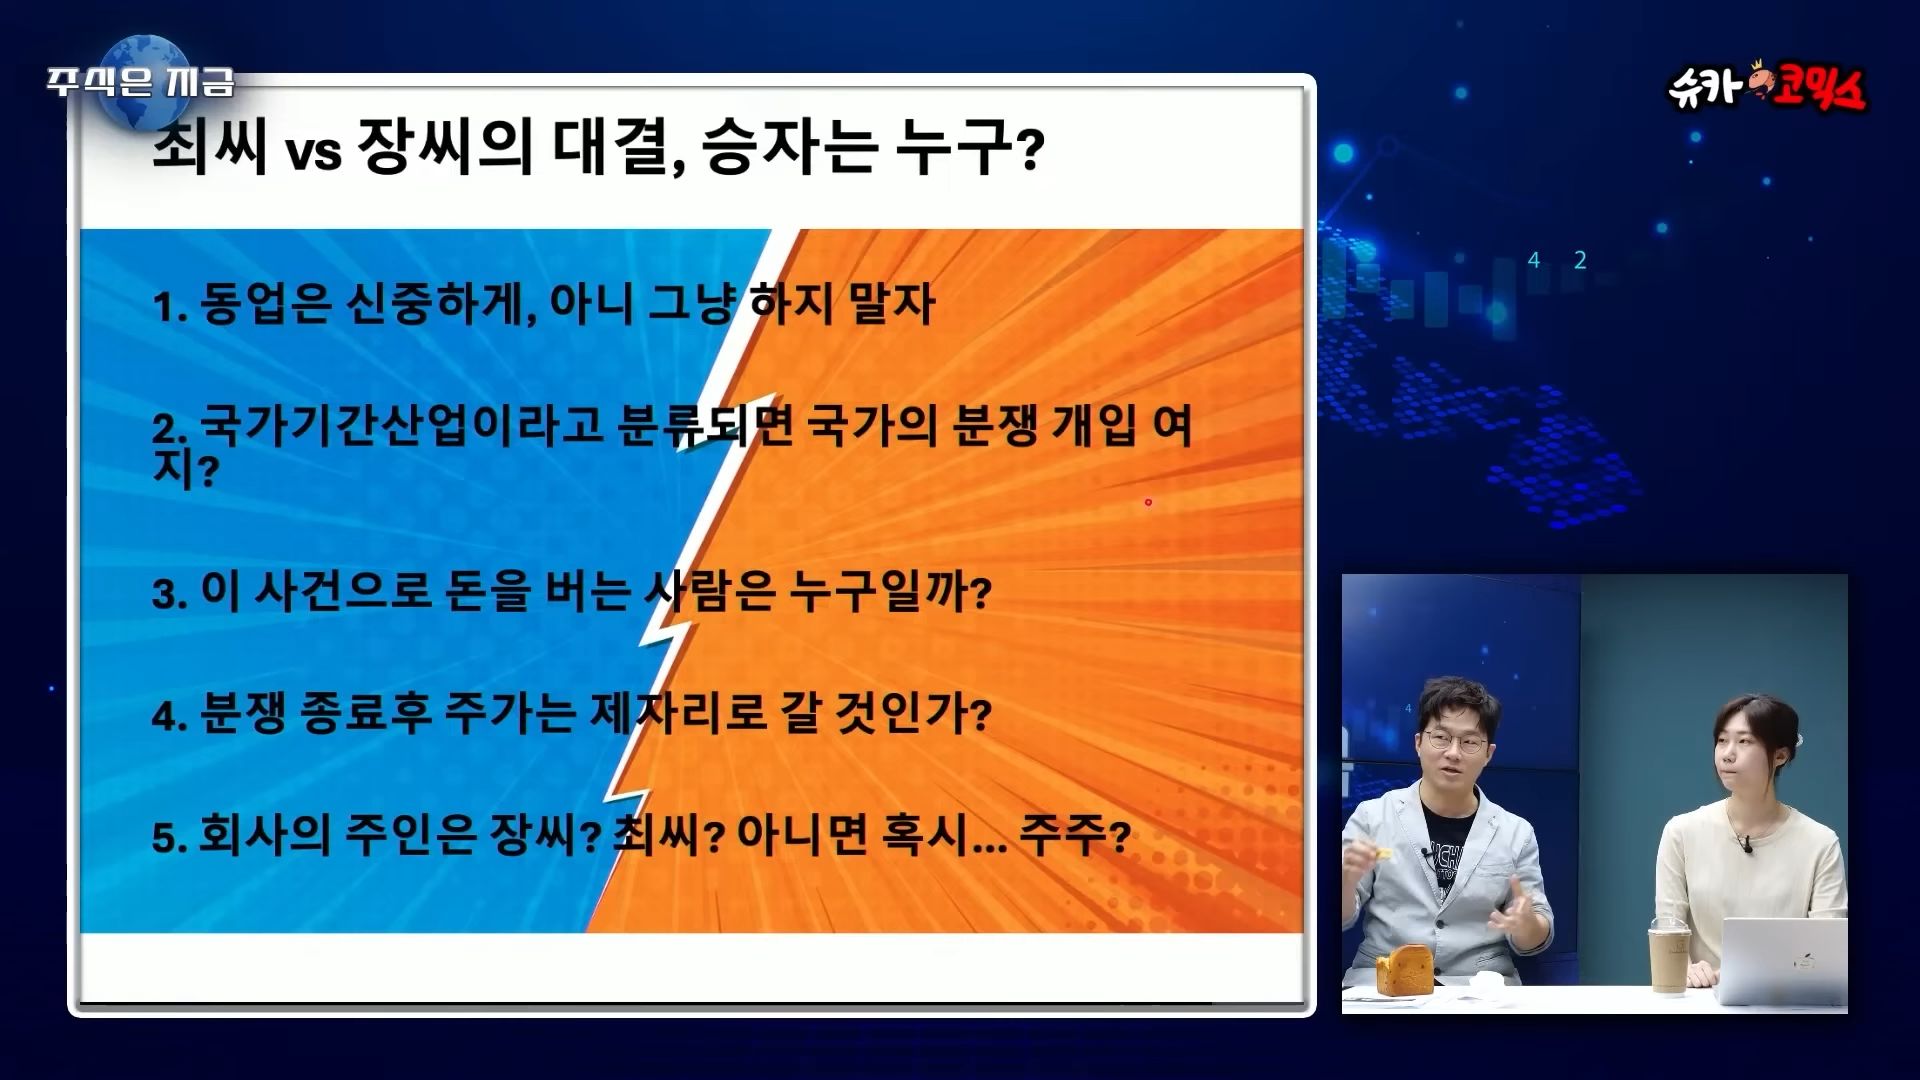 주식은 지금
슈카코믹스
최씨 vs 장씨의 대결, 승자는 누구?
1. 동업은 신중하게, 아니 그냥 하지 말자
2. 국가기간산업이라고 분류되면 국가의 분쟁 개입 여
지?
3. 이 사건으로 돈을 버는 사람은 누구일까?
4. 분쟁 종료후 주가는 제자리로 갈 것인가?
5. 회사의 주인은 장씨? 최씨? 아니면 혹시... 주주?
4 2
4